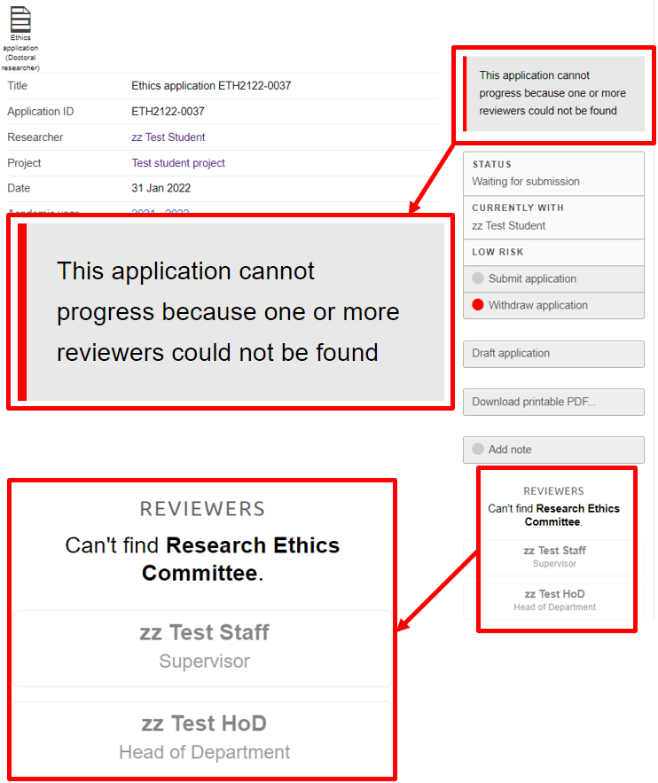 Ethics
application
(Doctoral
researcher)
Title Ethics application ETH2122-0037
Application ID ETH2122-0037
Researcher zz Test Student
Project Test student project
Date 31 Jan 2022
Academic year 2021 - 2022
This application cannot
progress because one or more
reviewers could not be found
This application cannot
progress because one or more
reviewers could not be found
STATUS
Waiting for submission
CURRENTLY WITH
zz Test Student
LOW RISK
Submit application
Withdraw application
Draft application
Download printable PDF...
Add note
REVIEWERS
Can't find Research Ethics
Committee.
zz Test Staff
Supervisor
zz Test HoD
Head of Department
REVIEWERS
Can't find Research Ethics
Committee.
zz Test Staff
Supervisor
zz Test HoD
Head of Department